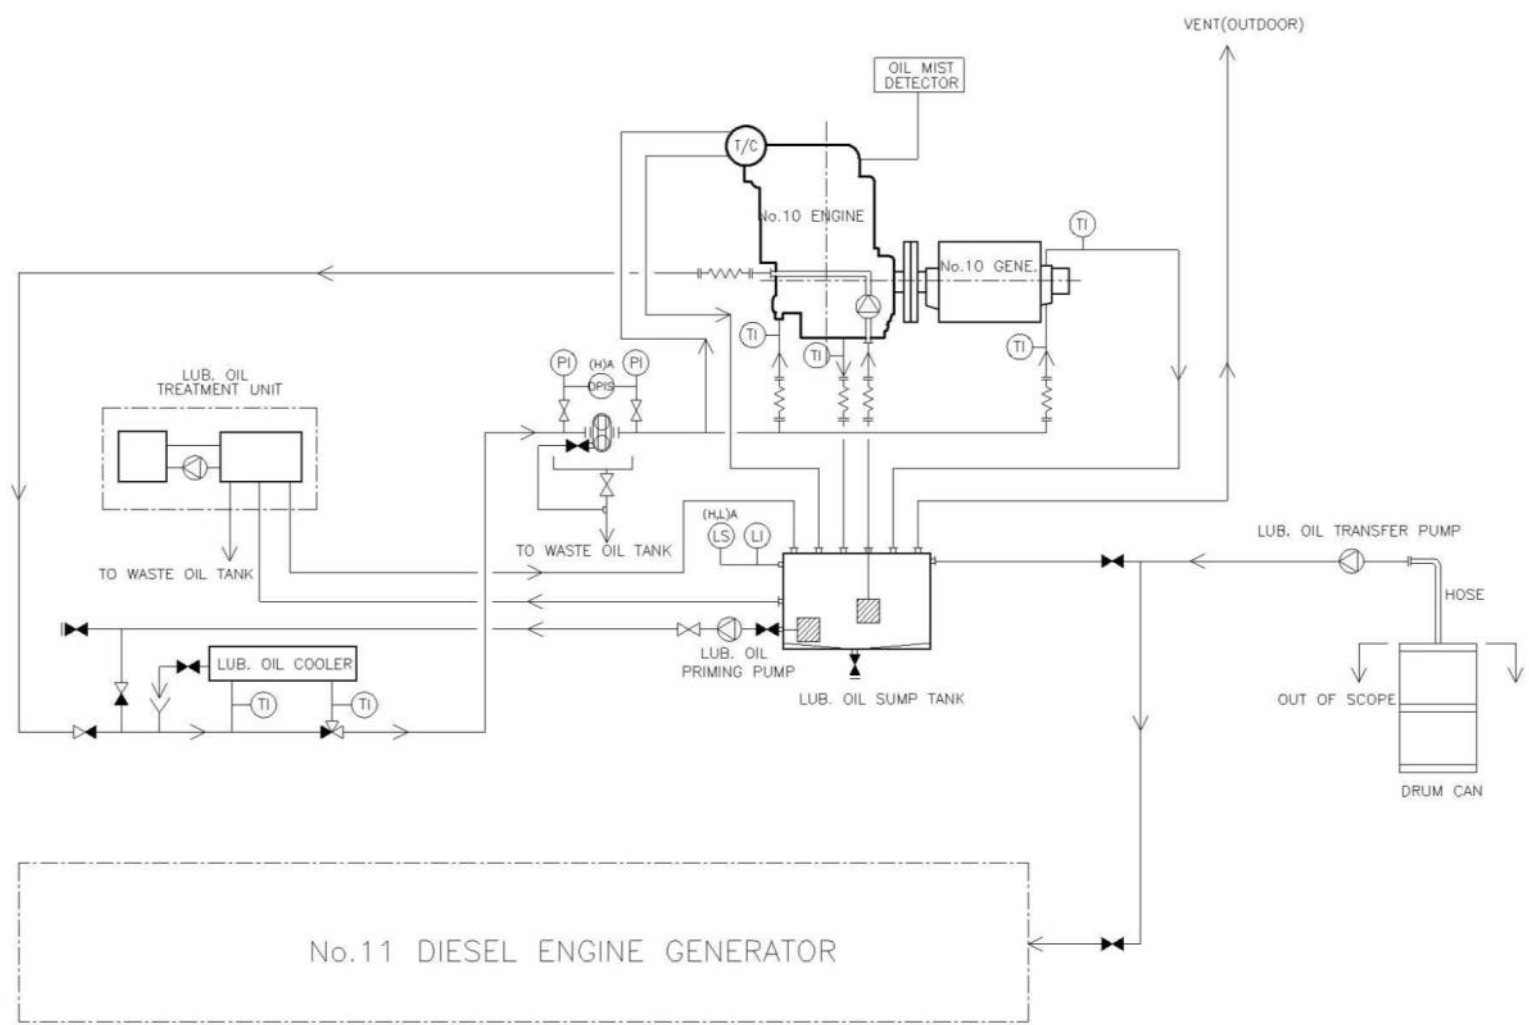 VENT(OUTDOOR)
OIL MIST
DETECTOR
T/C
No.10 ENGINE
TI
No.10 GENE.
TI
TI
TI
PI
(H)A
PI
DPIS
LUB. OIL
TREATMENT UNIT
(H,L)A
LS
LI
TO WASTE OIL TANK
TO WASTE OIL TANK
LUB. OIL TRANSFER PUMP
HOSE
LUB. OIL
PRIMING PUMP
LUB. OIL COOLER
LUB. OIL SUMP TANK
OUT OF SCOPE
TI
TI
DRUM CAN
No.11 DIESEL ENGINE GENERATOR